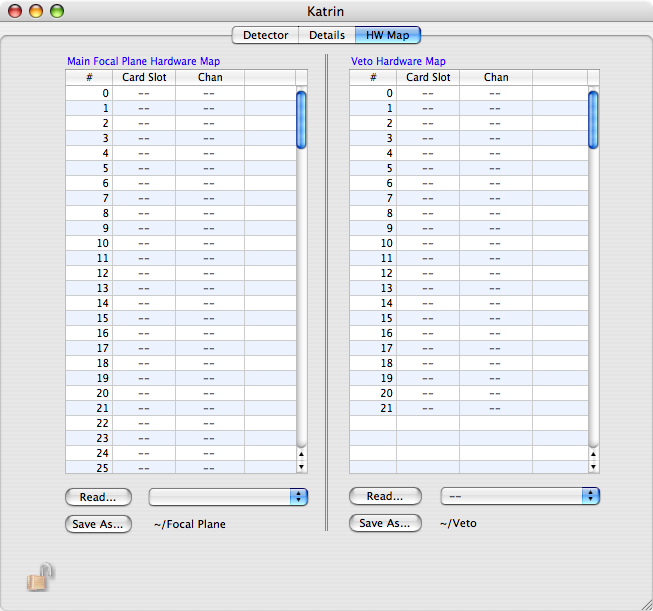 Katrin
Detector Details HW Map
Main Focal Plane Hardware Map
# Card Slot Chan
0 -- --
1 -- --
2 -- --
3 -- --
4 -- --
5 -- --
6 -- --
7 -- --
8 -- --
9 -- --
10 -- --
11 -- --
12 -- --
13 -- --
14 -- --
15 -- --
16 -- --
17 -- --
18 -- --
19 -- --
20 -- --
21 -- --
22 -- --
23 -- --
24 -- --
25 -- --
Read...
Save As... ~/Focal Plane
Veto Hardware Map
# Card Slot Chan
0 -- --
1 -- --
2 -- --
3 -- --
4 -- --
5 -- --
6 -- --
7 -- --
8 -- --
9 -- --
10 -- --
11 -- --
12 -- --
13 -- --
14 -- --
15 -- --
16 -- --
17 -- --
18 -- --
19 -- --
20 -- --
21 -- --
Read... --
Save As... ~/Veto